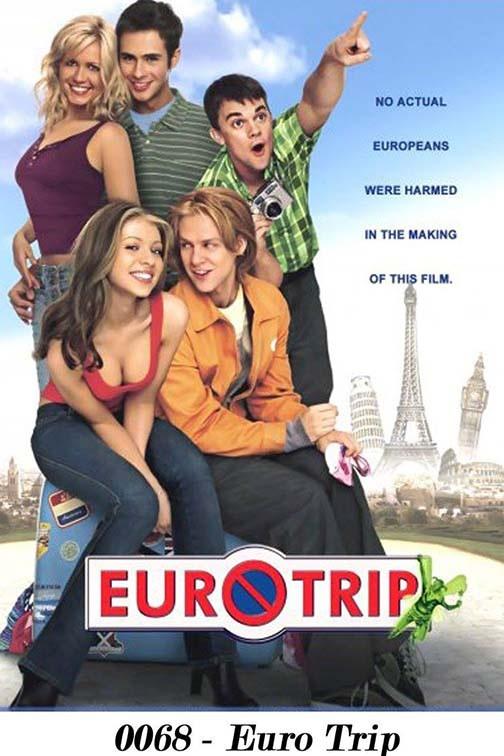 NO ACTUAL
EUROPEANS
WERE HARMED
IN THE MAKING
OF THIS FILM.
EUROTRIP
0068 - Euro Trip